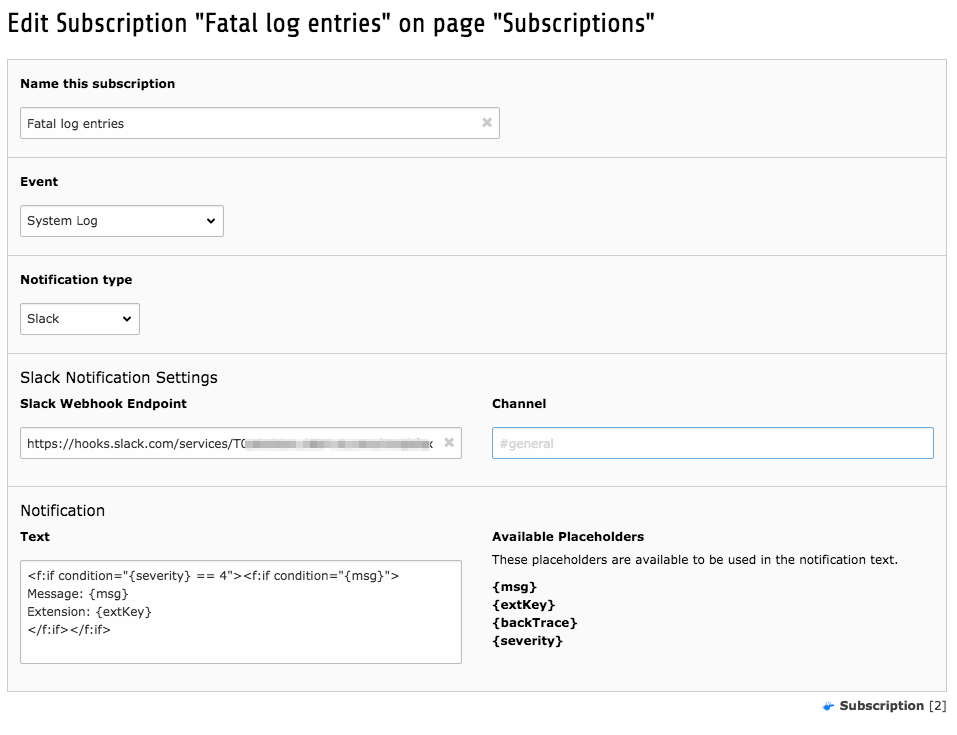 Edit Subscription "Fatal log entries" on page "Subscriptions"
Name this subscription
Fatal log entries
Event
System Log
Notification type
Slack
Slack Notification Settings
Slack Webhook Endpoint
https://hooks.slack.com/services/T
Channel
#general
Notification
Text
<f:if condition="{severity} == 4"><f:if condition="{msg}">
Message: {msg}
Extension: {extKey}
</f:if></f:if>
Available Placeholders
These placeholders are available to be used in the notification text.
{msg}
{extKey}
{backTrace}
{severity}
Subscription [2]